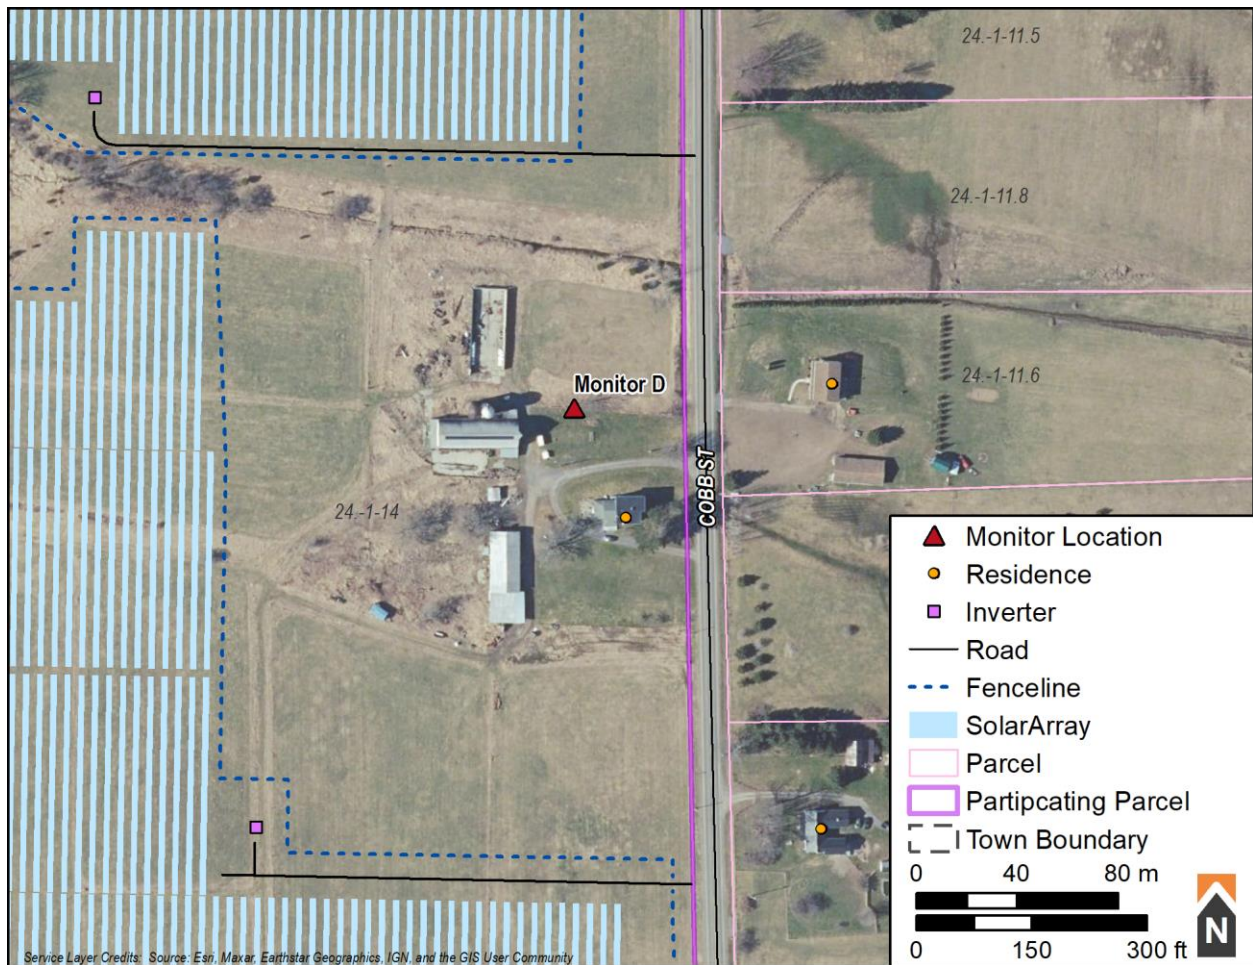 24.-1-11.5
24.-1-11.8
Monitor D
24.-1-11.6
COBB ST
24.-1-14
Monitor Location
Residence
Inverter
Road
Fenceline
SolarArray
Parcel
Partipcating Parcel
Town Boundary
0 40 80 m
0 150 300 ft
N
Service Layer Credits: Source: Esri, Maxar, Earthstar Geographics, IGN, and the GIS User Community